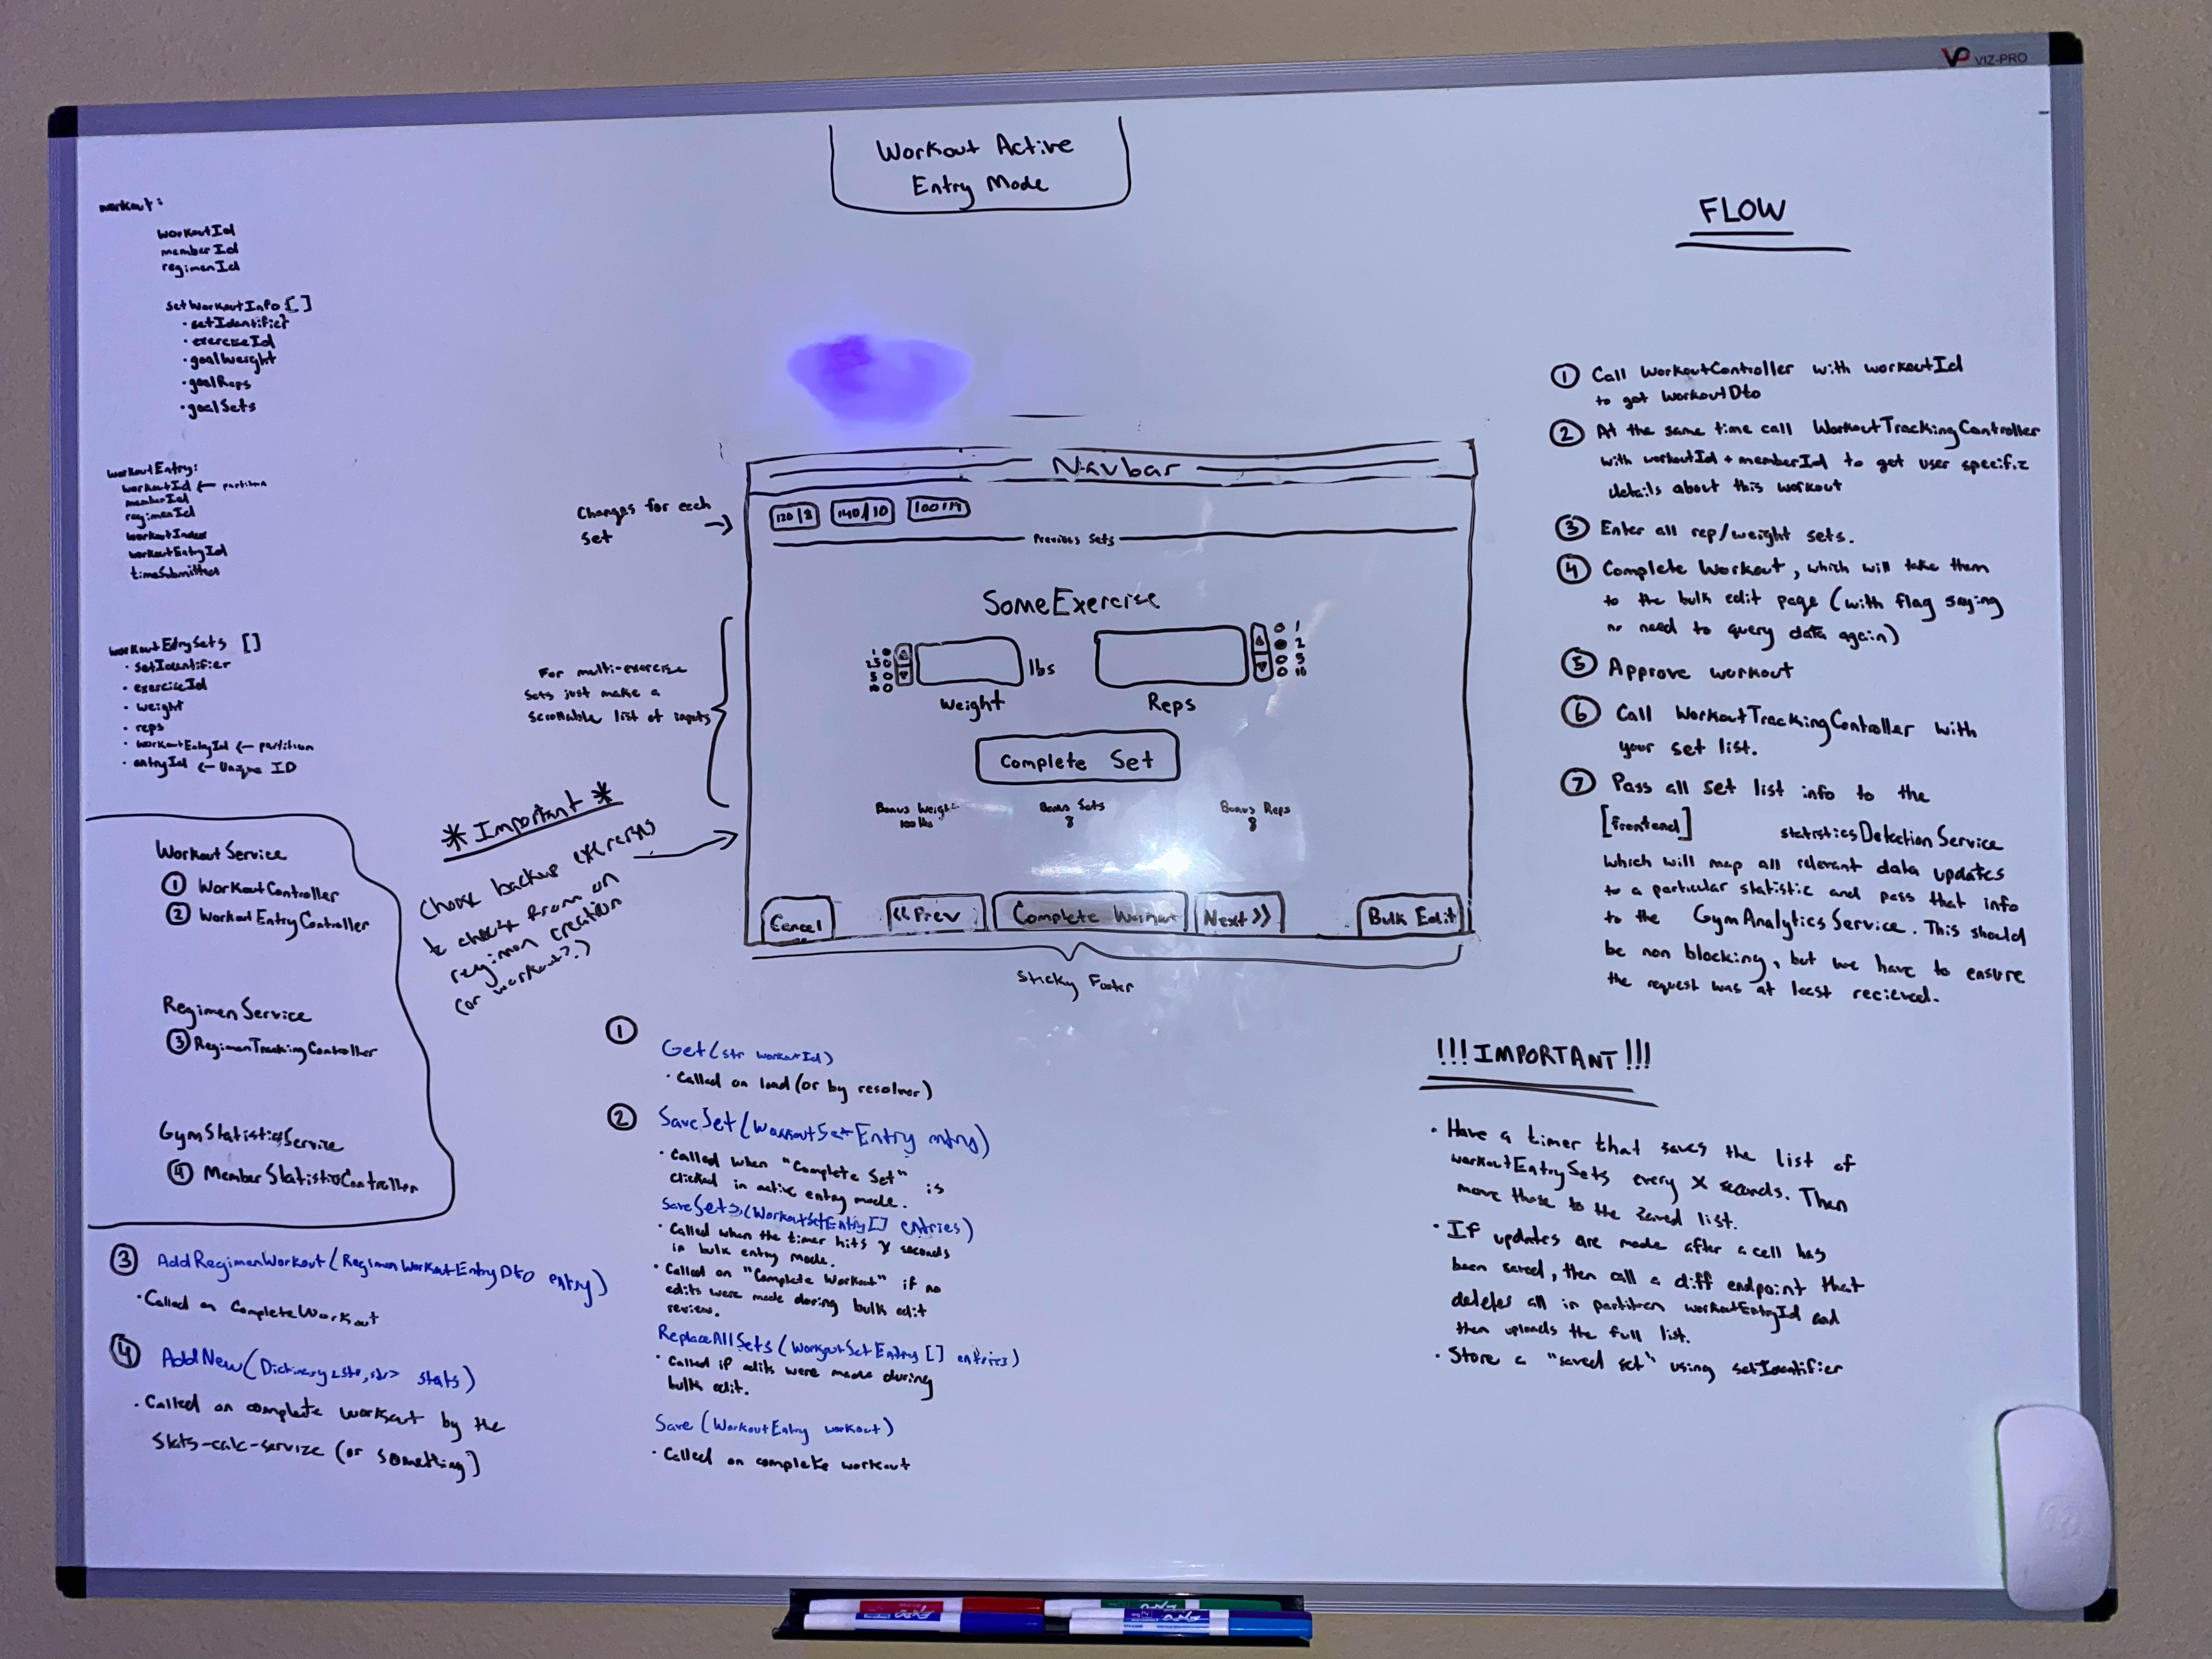 VIZ-PRO
Workout Active
Entry Mode
workout:
workoutId
memberId
regimenId
setWorkoutInfo []
• setIdentifier
• exerciseId
• goalWeight
• goalReps
• goalSets
workoutEntry:
workoutId ← partition
memberId
regimenId
workoutIndex
workoutEntryId
timeSubmitted
workoutEntrySets []
• setIdentifier
• exerciseId
• weight
• reps
• workoutEntryId ← partition
• entryId ← Unique ID
Workout Service
1 WorkoutController
2 WorkoutEntryController
Regimen Service
3 RegimenTrackingController
GymStatisticsService
4 MemberStatisticController
3 AddRegimenWorkout(RegimenWorkoutEntryDto entry)
• Called on CompleteWorkout
4 AddNew(Dictionary<str,str> stats)
• Called on complete workout by the
stats-calc-service (or something)
Changes for each
set
For multi-exercise
sets just make a
scrollable list of inputs
* Important *
Choose backup
to choose from on
regimen creation
(or workout?)
Navbar
120|8
140/10
100/14
Previous Sets
SomeExercise
1
2.5
5
10
lbs
Weight
1
2
5
10
Reps
Complete Set
Bonus Weight
100 lbs
Bonus Sets
8
Bonus Reps
8
Cancel
<<Prev
Complete Workout
Next>>
Bulk Edit
Sticky Footer
1
Get(str workoutId)
• Called on load (or by resolver)
2 SaveSet(WorkoutSetEntry entry)
• Called when "Complete Set" is
clicked in active entry mode.
SaveSets(WorkoutSetEntry[] entries)
• Called when the timer hits X seconds
in bulk entry mode.
• Called on "Complete Workout" if no
edits were made during bulk edit
review.
ReplaceAllSets (WorkoutSetEntry[] entries)
• Called if edits were made during
bulk edit.
Save (WorkoutEntry workout)
• Called on complete workout
FLOW
1 Call WorkoutController with workoutId
to get WorkoutDto
2 At the same time call WorkoutTrackingController
with workoutId + memberId to get user specific
details about this workout
3 Enter all rep/weight sets.
4 Complete Workout, which will take them
to the bulk edit page (with flag saying
no need to query data again)
5 Approve workout
6 Call WorkoutTrackingController with
your set list.
7 Pass all set list info to the
[frontend] statisticsDetectionService
which will map all relevant data updates
to a particular statistic and pass that info
to the GymAnalyticsService. This should
be non blocking, but we have to ensure
the request was at least recieved.
!!!IMPORTANT!!!
• Have a timer that saves the list of
workoutEntrySets every X seconds. Then
move those to the saved list.
• If updates are made after a cell has
been saved, then call a diff endpoint that
deletes all in partition workoutEntryId and
then uploads the full list.
• Store a "saved set" using setIdentifier